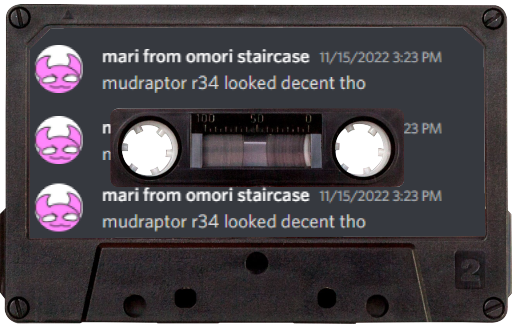 mari from omori staircase 11/15/2022 3:23 PM
mudraptor r34 looked decent tho
23 PM
100 50 0
mari from omori staircase 11/15/2022 3:23 PM
mudraptor r34 looked decent tho
2